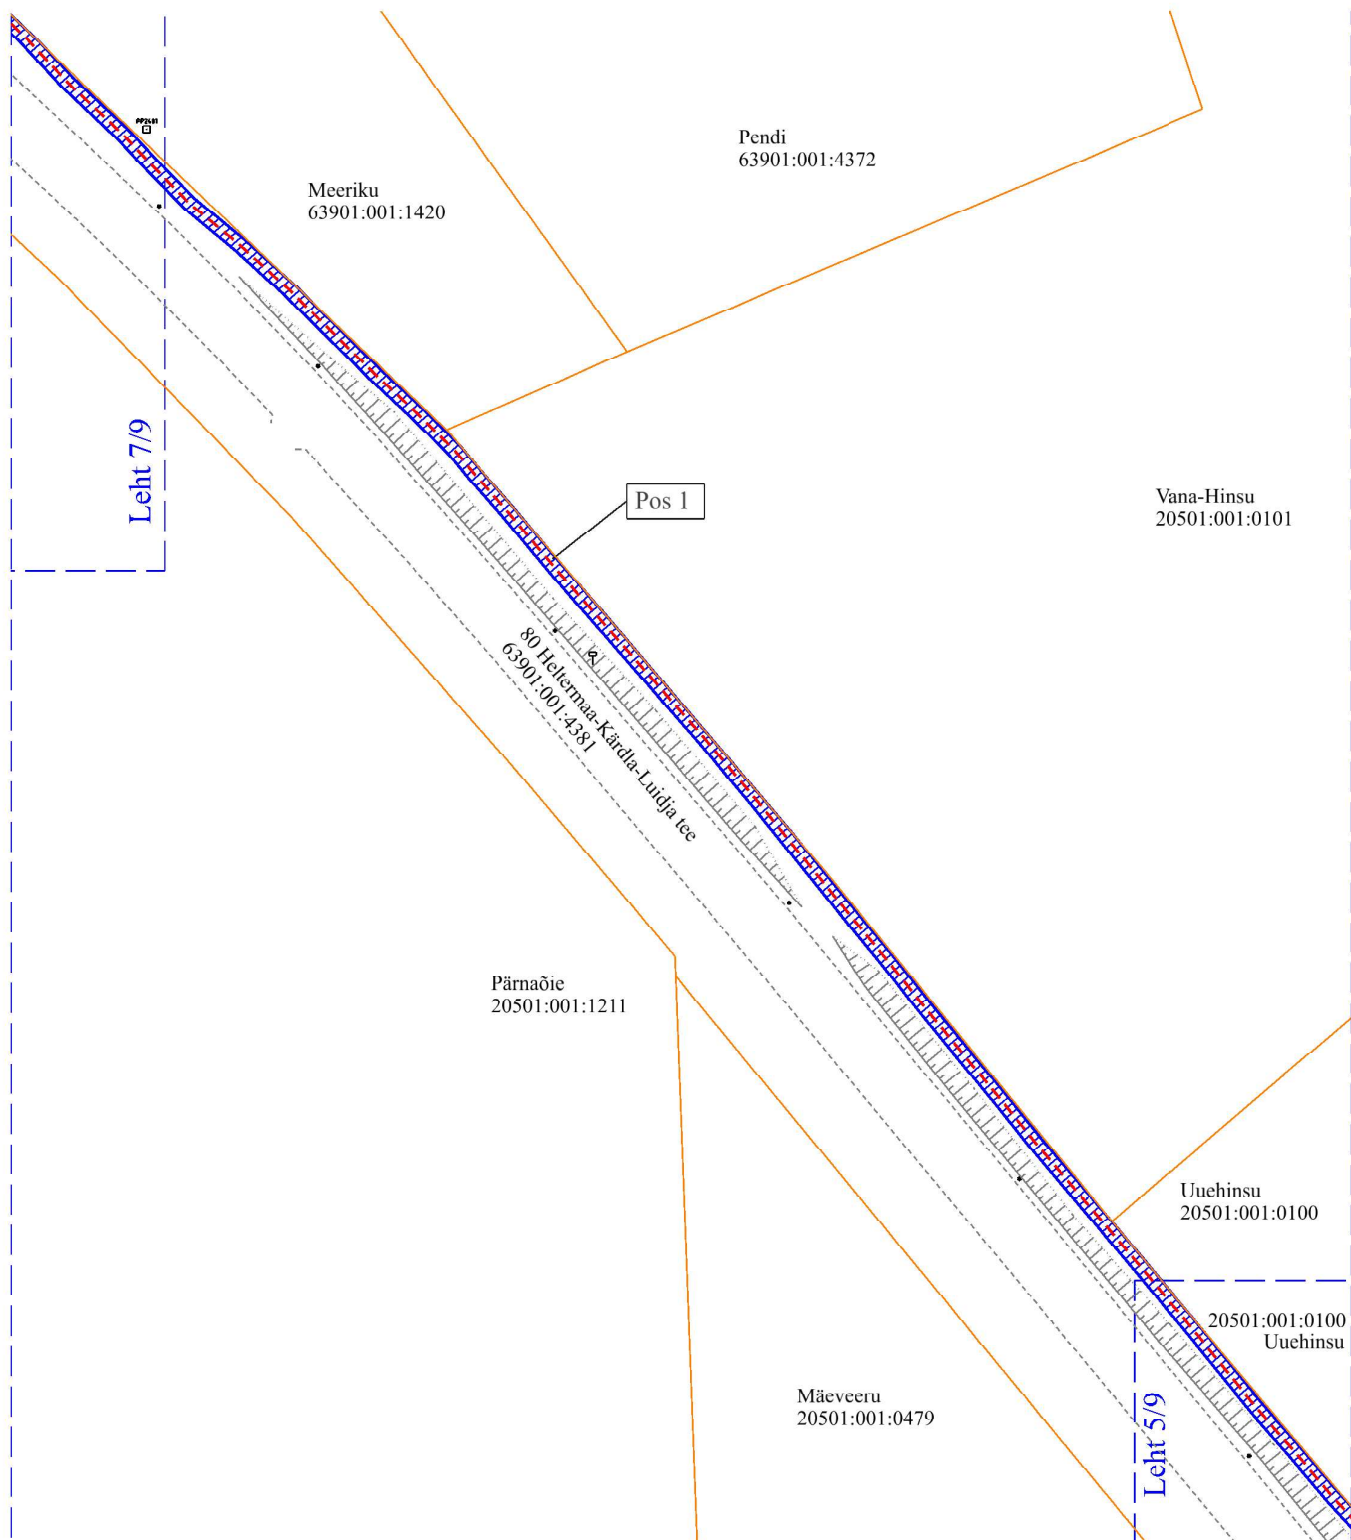 PP2401
Pendi
63901:001:4372
Meeriku
63901:001:1420
Leht 7/9
Pos 1
Vana-Hinsu
20501:001:0101
80 Heltermaa-Kärdla-Luidja tee
63901:001:4381
Pärnaõie
20501:001:1211
Uuehinsu
20501:001:0100
20501:001:0100
Uuehinsu
Mäeveeru
20501:001:0479
Leht 5/9